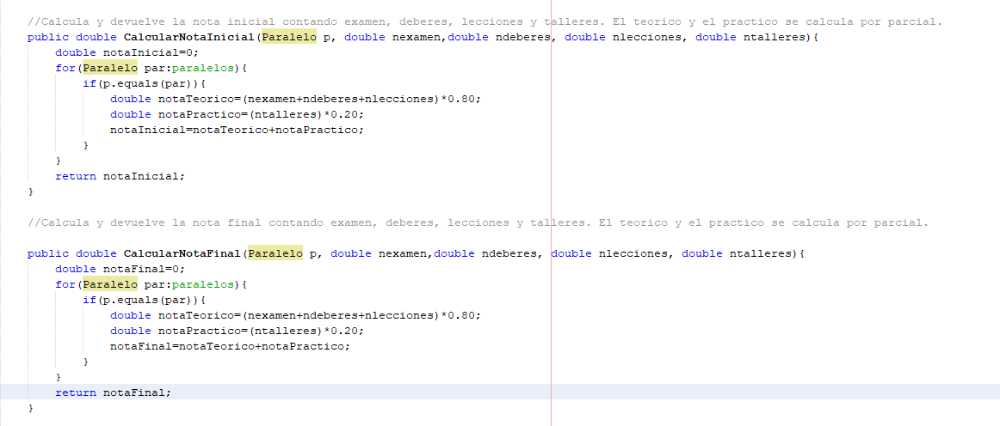 //Calcula y devuelve la nota inicial contando examen, deberes, lecciones y talleres. El teorico y el practico se calcula por parcial.
public double CalcularNotaInicial(Paralelo p, double nexamen,double ndeberes, double nlecciones, double ntalleres){
    double notaInicial=0;
    for(Paralelo par:paralelos){
        if(p.equals(par)){
            double notaTeorico=(nexamen+ndeberes+nlecciones)*0.80;
            double notaPractico=(ntalleres)*0.20;
            notaInicial=notaTeorico+notaPractico;
        }
    }
    return notaInicial;
}
//Calcula y devuelve la nota final contando examen, deberes, lecciones y talleres. El teorico y el practico se calcula por parcial.
public double CalcularNotaFinal(Paralelo p, double nexamen,double ndeberes, double nlecciones, double ntalleres){
    double notaFinal=0;
    for(Paralelo par:paralelos){
        if(p.equals(par)){
            double notaTeorico=(nexamen+ndeberes+nlecciones)*0.80;
            double notaPractico=(ntalleres)*0.20;
            notaFinal=notaTeorico+notaPractico;
        }
    }
    return notaFinal;
}